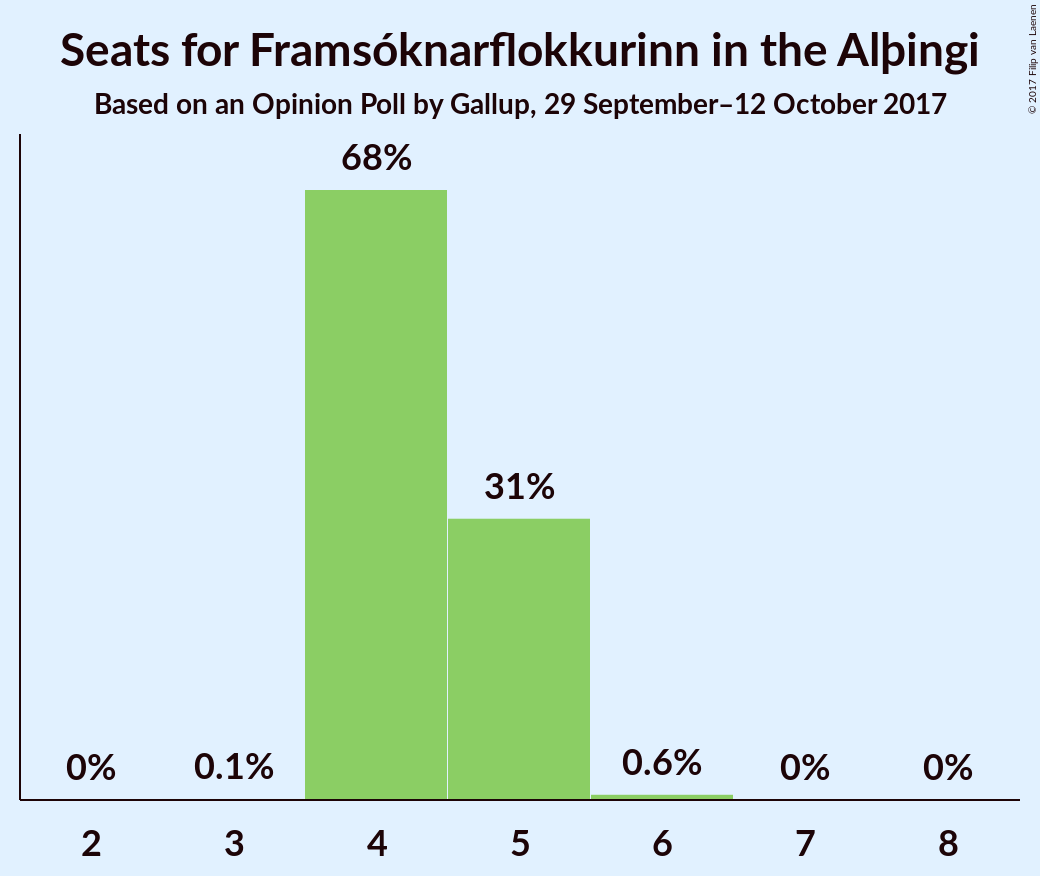 Seats for Framsóknarflokkurinn in the Alþingi
Based on an Opinion Poll by Gallup, 29 September–12 October 2017
© 2017 Filip van Laenen
68%
31%
0% 0.1% 0.6% 0% 0%
2 3 4 5 6 7 8